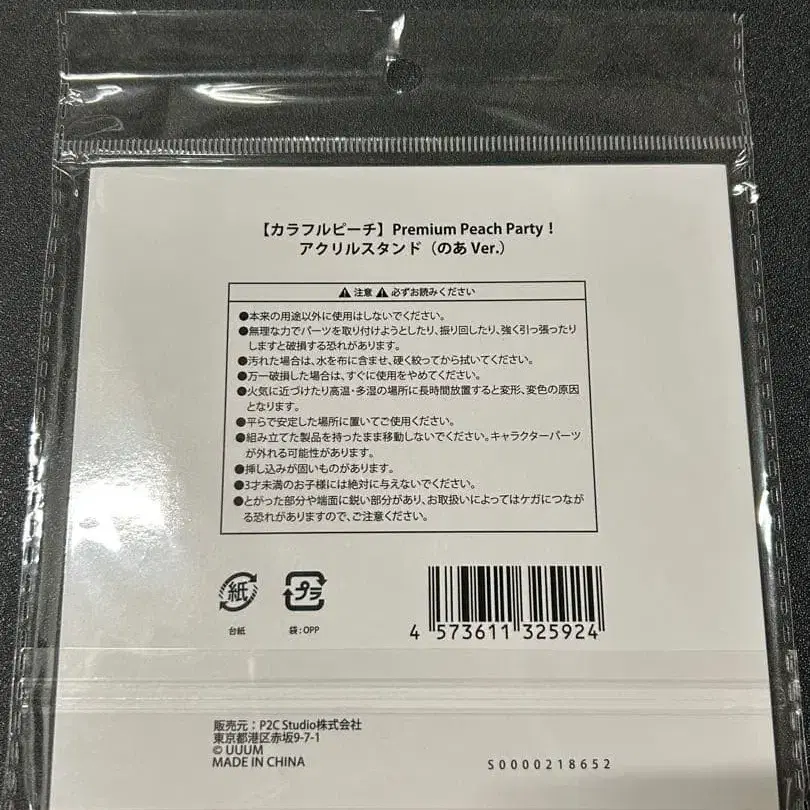 【カラフルピーチ】Premium Peach Party！
アクリルスタンド（のあ Ver.）
⚠注意⚠必ずお読みください
●本来の用途以外に使用はしないでください。
●無理な力でパーツを取り付けようとしたり、振り回したり、強く引っ張ったり
しますと破損する恐れがあります。
●汚れた場合は、水を布に含ませ、硬く絞ってから拭いてください。
●万一破損した場合は、すぐに使用をやめてください。
●火気に近づけたり高温・多湿の場所に長時間放置すると変形、変色の原因
となります。
●平らで安定した場所に置いてご使用ください。
●組み立てた製品を持ったまま移動しないでください。キャラクターパーツ
が外れる可能性があります。
●挿し込みが固いものがあります。
●3才未満のお子様には絶対に与えないでください。
●とがった部分や端面に鋭い部分があり、お取扱いによってはケガにつなが
る恐れがありますので、ご注意ください。
紙
プラ
台紙
袋：OPP
4 573611 325924
販売元：P2C Studio株式会社
東京都港区赤坂9-7-1
© UUUM
MADE IN CHINA
S0000218652